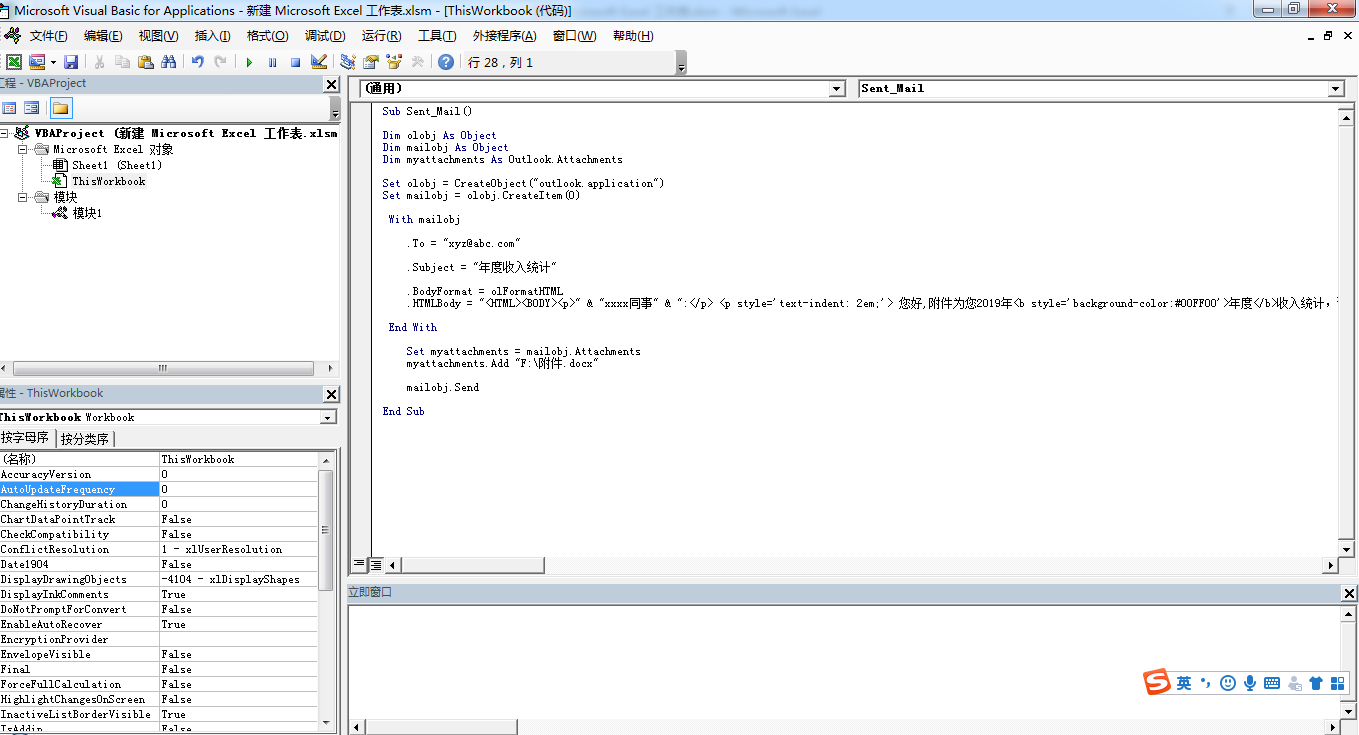 Microsoft Visual Basic for Applications - 新建 Microsoft Excel 工作表.xlsm - [ThisWorkbook (代码)]
文件(F) 编辑(E) 视图(V) 插入(I) 格式(O) 调试(D) 运行(R) 工具(T) 外接程序(A) 窗口(W) 帮助(H)
行 28，列 1
工程 - VBAProject
VBAProject (新建 Microsoft Excel 工作表.xlsm
Microsoft Excel 对象
Sheet1 (Sheet1)
ThisWorkbook
模块
模块1
属性 - ThisWorkbook
ThisWorkbook Workbook
按字母序 按分类序
(名称) ThisWorkbook
AccuracyVersion 0
AutoUpdateFrequency 0
ChangeHistoryDuration 0
ChartDataPointTrack False
CheckCompatibility False
ConflictResolution 1 - xlUserResolution
Date1904 False
DisplayDrawingObjects -4104 - xlDisplayShapes
DisplayInkComments True
DoNotPromptForConvert False
EnableAutoRecover True
EncryptionProvider
EnvelopeVisible False
Final False
ForceFullCalculation False
HighlightChangesOnScreen False
InactiveListBorderVisible True
IsAddin False
(通用) Sent_Mail
Sub Sent_Mail()
Dim olobj As Object
Dim mailobj As Object
Dim myattachments As Outlook.Attachments
Set olobj = CreateObject("outlook.application")
Set mailobj = olobj.CreateItem(0)
With mailobj
.To = "xyz@abc.com"
.Subject = "年度收入统计"
.BodyFormat = olFormatHTML
.HTMLBody = "<HTML><BODY><p>" & "xxxx同事" & ":</p> <p style='text-indent: 2em;'> 您好,附件为您2019年<b style='background-color:#00FF00'>年度</b>收入统计，
End With
Set myattachments = mailobj.Attachments
myattachments.Add "F:\附件.docx"
mailobj.Send
End Sub
立即窗口
英